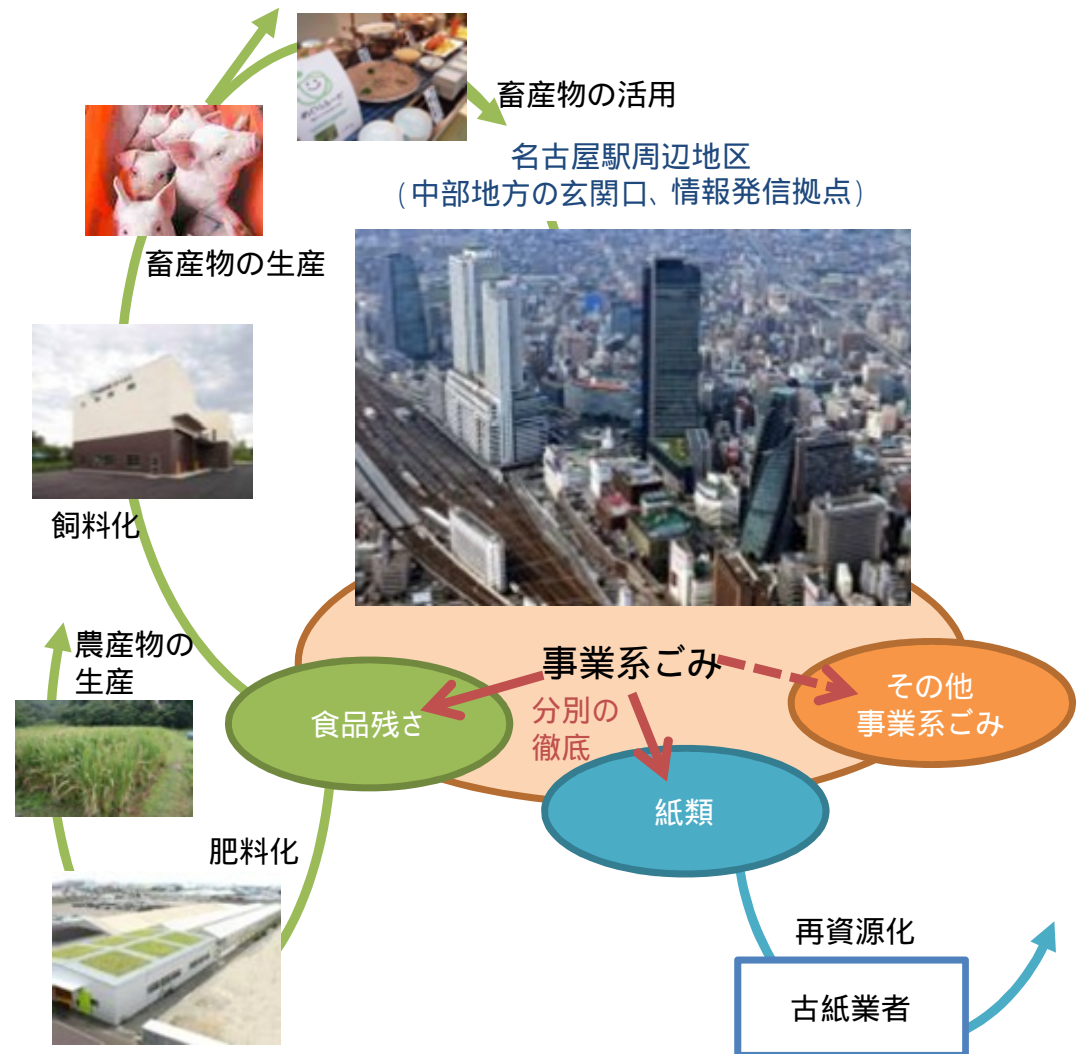 畜産物の活用
名古屋駅周辺地区
(中部地方の玄関口、情報発信拠点)
畜産物の生産
飼料化
農産物の
生産
事業系ごみ
分別の
徹底
食品残さ
その他
事業系ごみ
紙類
肥料化
再資源化
古紙業者